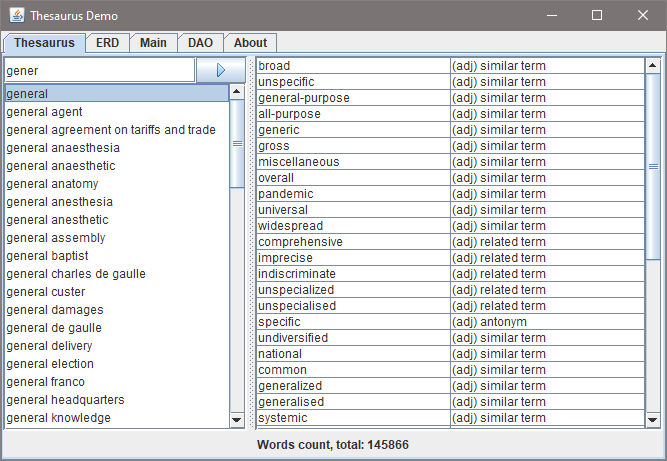 Thesaurus Demo
Thesaurus ERD Main DAO About
gener
general
general agent
general agreement on tariffs and trade
general anaesthesia
general anaesthetic
general anatomy
general anesthesia
general anesthetic
general assembly
general baptist
general charles de gaulle
general custer
general damages
general de gaulle
general delivery
general election
general franco
general headquarters
general knowledge
broad (adj) similar term
unspecific (adj) similar term
general-purpose (adj) similar term
all-purpose (adj) similar term
generic (adj) similar term
gross (adj) similar term
miscellaneous (adj) similar term
overall (adj) similar term
pandemic (adj) similar term
universal (adj) similar term
widespread (adj) similar term
comprehensive (adj) related term
imprecise (adj) related term
indiscriminate (adj) related term
unspecialized (adj) related term
unspecialised (adj) related term
specific (adj) antonym
undiversified (adj) similar term
national (adj) similar term
common (adj) similar term
generalized (adj) similar term
generalised (adj) similar term
systemic (adj) similar term
Words count, total: 145866